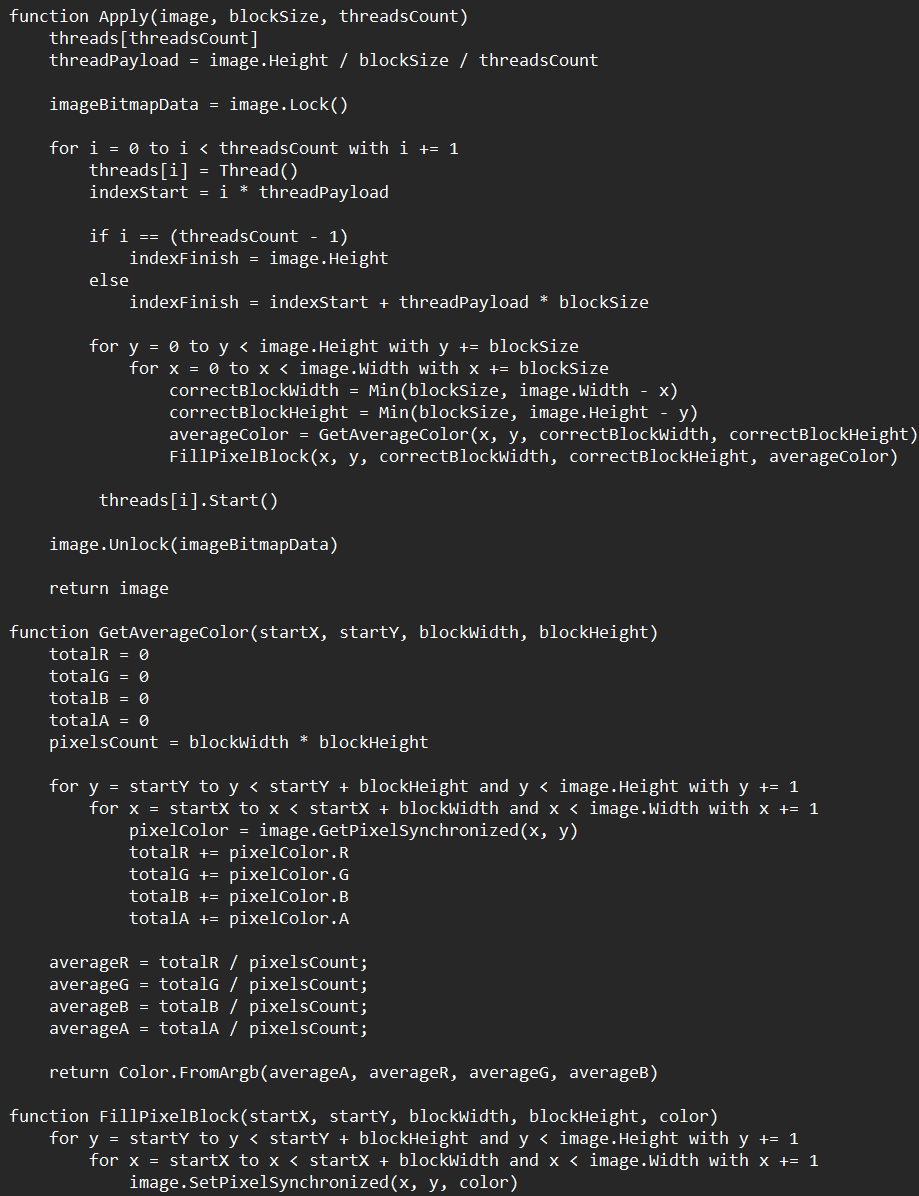 function Apply(image, blockSize, threadsCount)
    threads[threadsCount]
    threadPayload = image.Height / blockSize / threadsCount

    imageBitmapData = image.Lock()

    for i = 0 to i < threadsCount with i += 1
        threads[i] = Thread()
        indexStart = i * threadPayload

        if i == (threadsCount - 1)
            indexFinish = image.Height
        else
            indexFinish = indexStart + threadPayload * blockSize

        for y = 0 to y < image.Height with y += blockSize
            for x = 0 to x < image.Width with x += blockSize
                correctBlockWidth = Min(blockSize, image.Width - x)
                correctBlockHeight = Min(blockSize, image.Height - y)
                averageColor = GetAverageColor(x, y, correctBlockWidth, correctBlockHeight)
                FillPixelBlock(x, y, correctBlockWidth, correctBlockHeight, averageColor)

         threads[i].Start()

    image.Unlock(imageBitmapData)

    return image

function GetAverageColor(startX, startY, blockWidth, blockHeight)
    totalR = 0
    totalG = 0
    totalB = 0
    totalA = 0
    pixelsCount = blockWidth * blockHeight

    for y = startY to y < startY + blockHeight and y < image.Height with y += 1
        for x = startX to x < startX + blockWidth and x < image.Width with x += 1
            pixelColor = image.GetPixelSynchronized(x, y)
            totalR += pixelColor.R
            totalG += pixelColor.G
            totalB += pixelColor.B
            totalA += pixelColor.A

    averageR = totalR / pixelsCount;
    averageG = totalG / pixelsCount;
    averageB = totalB / pixelsCount;
    averageA = totalA / pixelsCount;

    return Color.FromArgb(averageA, averageR, averageG, averageB)

function FillPixelBlock(startX, startY, blockWidth, blockHeight, color)
    for y = startY to y < startY + blockHeight and y < image.Height with y += 1
        for x = startX to x < startX + blockWidth and x < image.Width with x += 1
            image.SetPixelSynchronized(x, y, color)